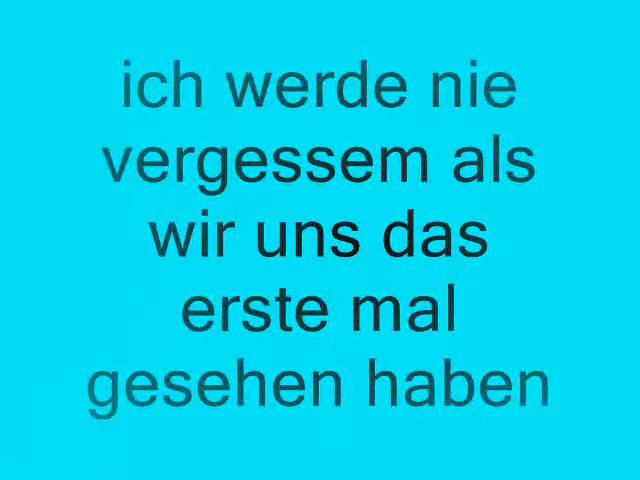 ich werde nie
vergessem als
wir uns das
erste mal
gesehen haben